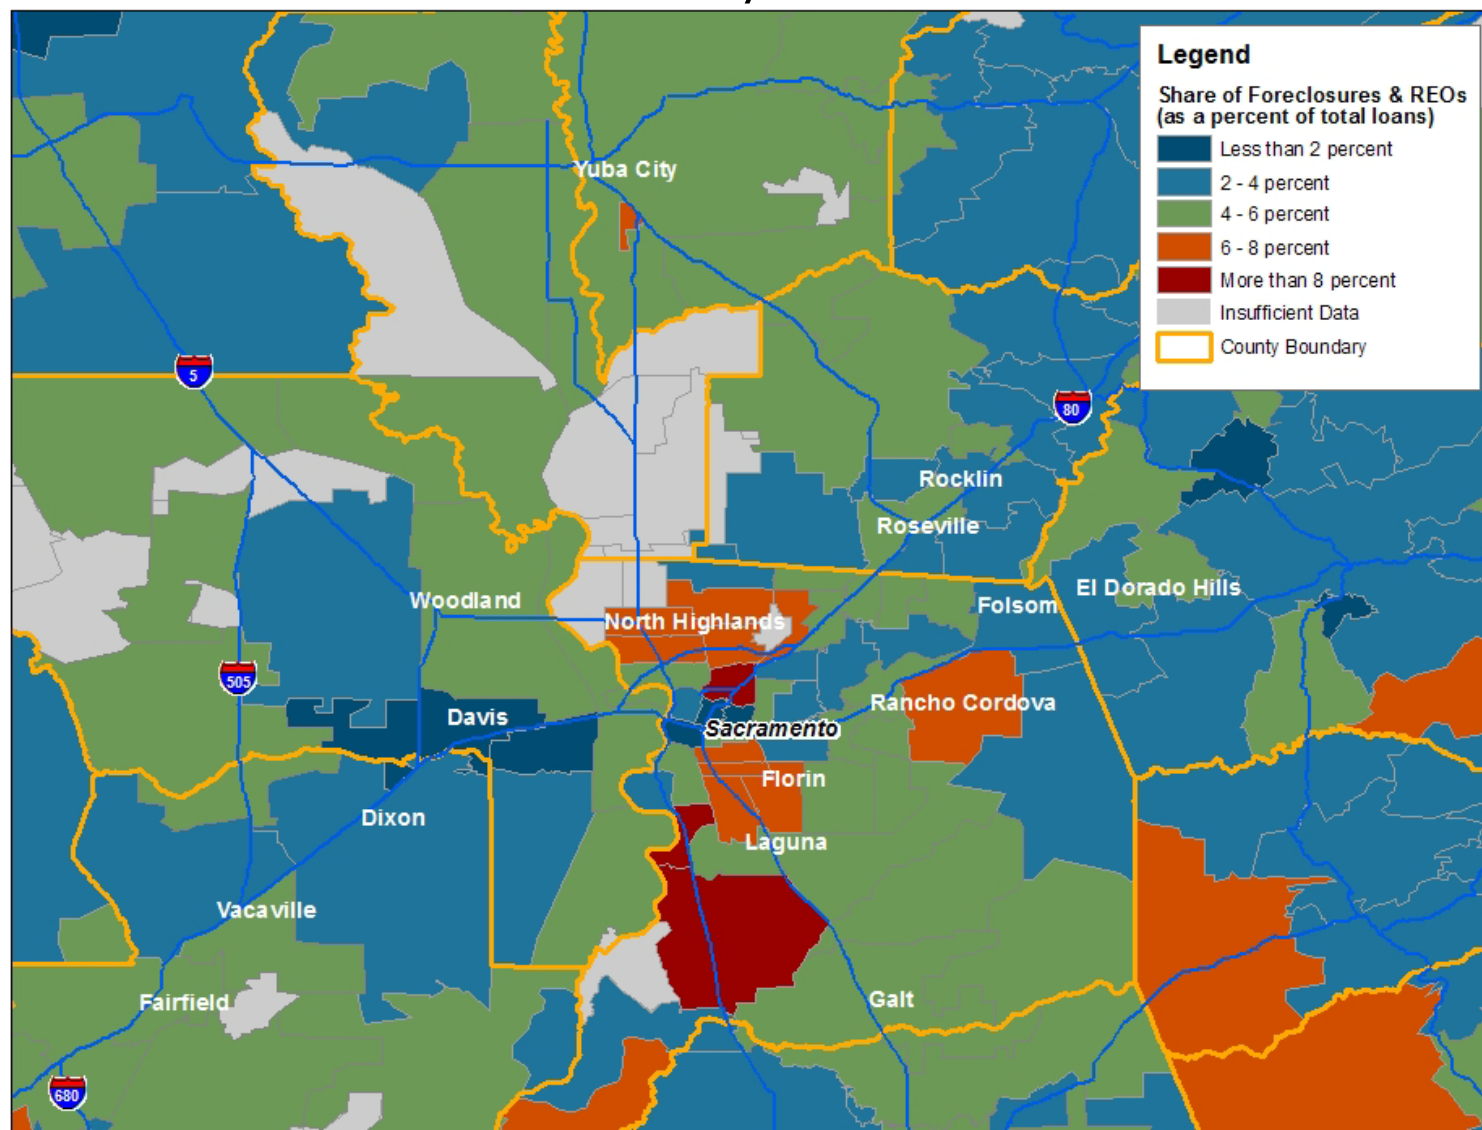 Legend
Share of Foreclosures & REOs
(as a percent of total loans)
Less than 2 percent
2 - 4 percent
4 - 6 percent
6 - 8 percent
More than 8 percent
Insufficient Data
County Boundary
Yuba City
5
80
Rocklin
Roseville
El Dorado Hills
Woodland
Folsom
North Highlands
505
Rancho Cordova
Davis
Sacramento
Florin
Dixon
Laguna
Vacaville
Fairfield
Galt
680